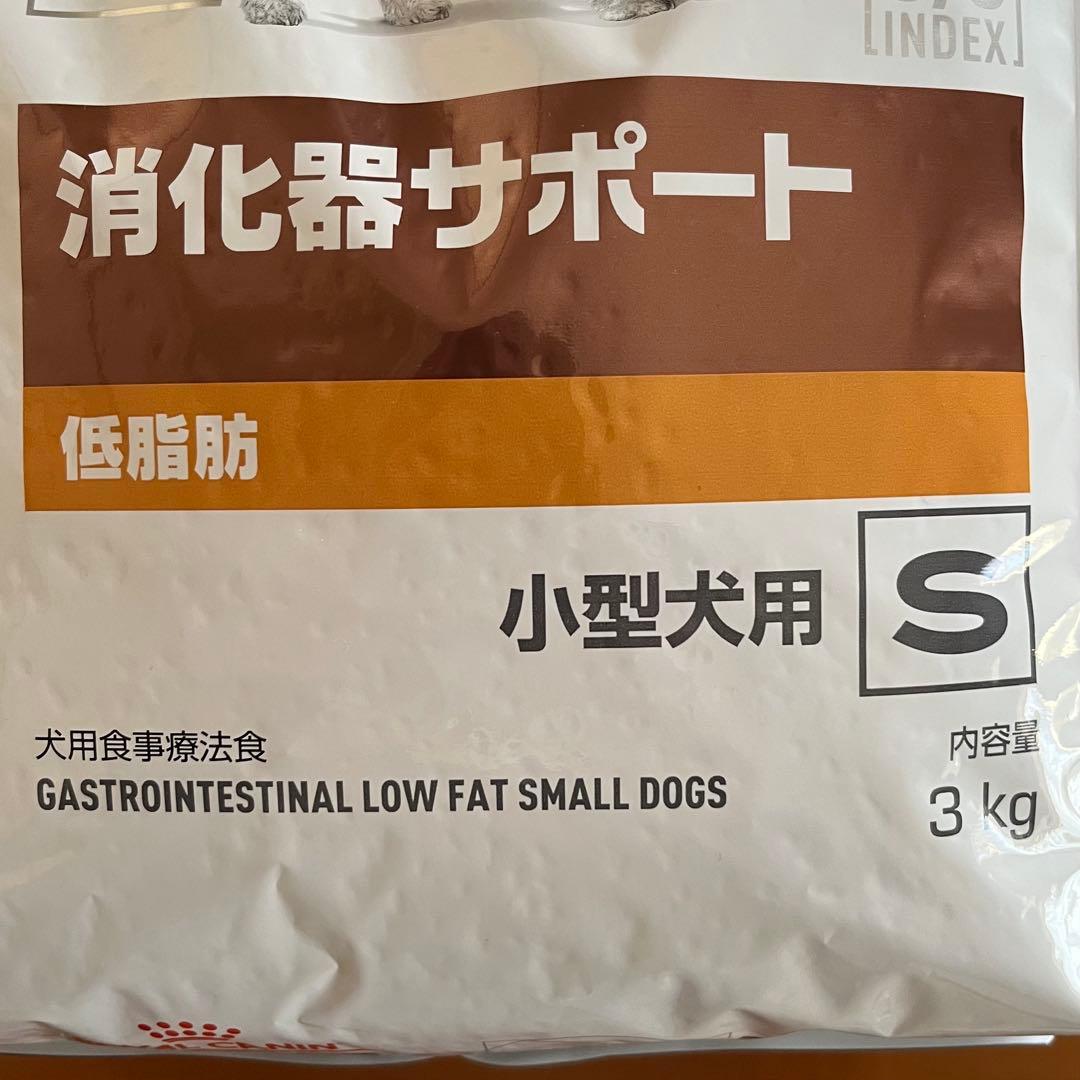 INDEX
消化器サポート
低脂肪
小型犬用 S
犬用食事療法食
GASTROINTESTINAL LOW FAT SMALL DOGS
内容量
3 kg